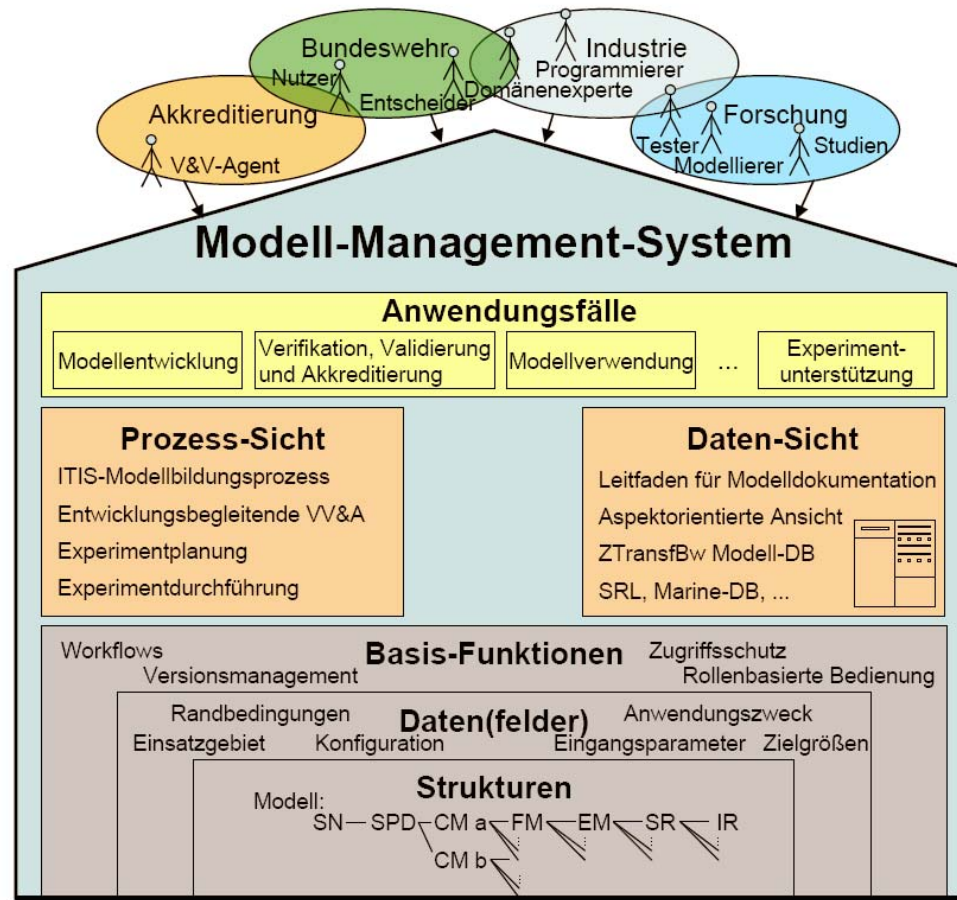 Bundeswehr
Industrie
Nutzer
Programmierer
Entscheider
Domänenexperte
Akkreditierung
Forschung
V&V-Agent
Tester
Modellierer
Studien
Modell-Management-System
Anwendungsfälle
Modellentwicklung
Verifikation, Validierung
und Akkreditierung
Modellverwendung
...
Experiment-
unterstützung
Prozess-Sicht
ITIS-Modellbildungsprozess
Entwicklungsbegleitende VV&A
Experimentplanung
Experimentdurchführung
Daten-Sicht
Leitfaden für Modelldokumentation
Aspektorientierte Ansicht
ZTransfBw Modell-DB
SRL, Marine-DB, ...
Basis-Funktionen
Workflows
Versionsmanagement
Zugriffsschutz
Rollenbasierte Bedienung
Daten(felder)
Randbedingungen
Anwendungszweck
Einsatzgebiet
Konfiguration
Eingangsparameter
Zielgrößen
Strukturen
Modell:
SN SPD CM a FM EM SR IR
CM b